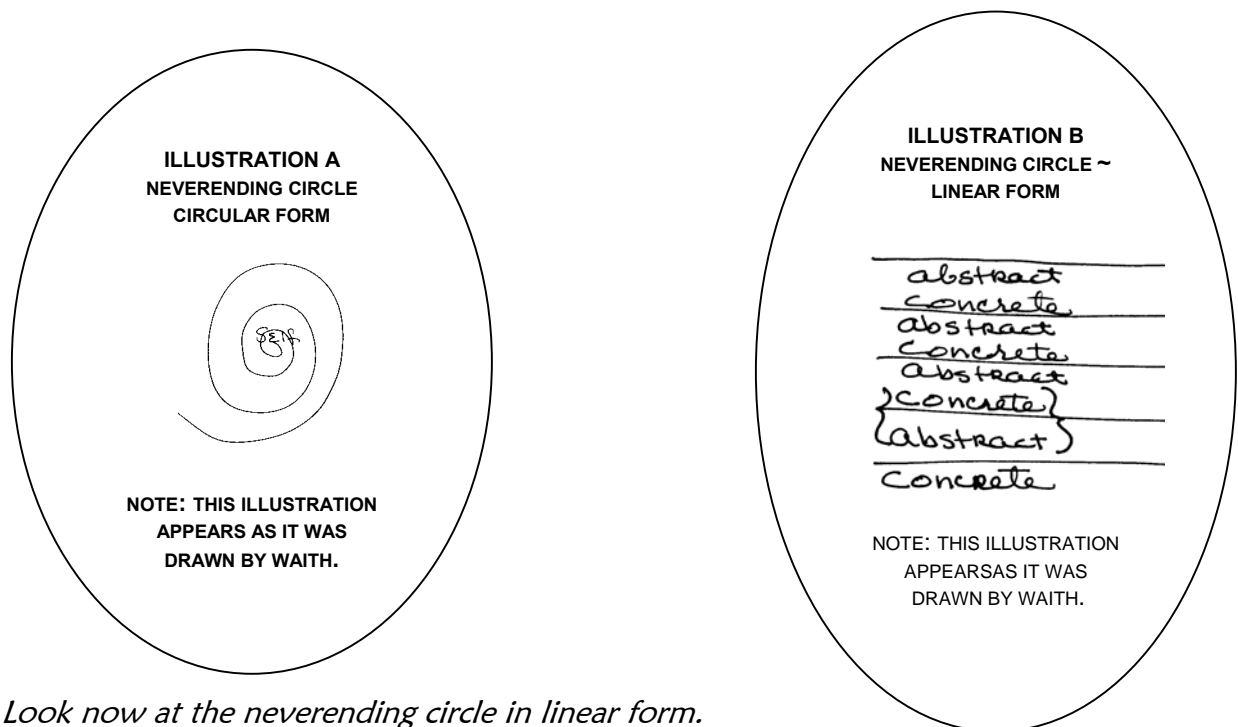 ILLUSTRATION A
NEVERENDING CIRCLE
CIRCULAR FORM
SElf
NOTE: THIS ILLUSTRATION
APPEARS AS IT WAS
DRAWN BY WAITH.
ILLUSTRATION B
NEVERENDING CIRCLE ~
LINEAR FORM
abstract
concrete
abstract
concrete
abstract
}concrete}
{abstract}
concrete
NOTE: THIS ILLUSTRATION
APPEARSAS IT WAS
DRAWN BY WAITH.
Look now at the neverending circle in linear form.